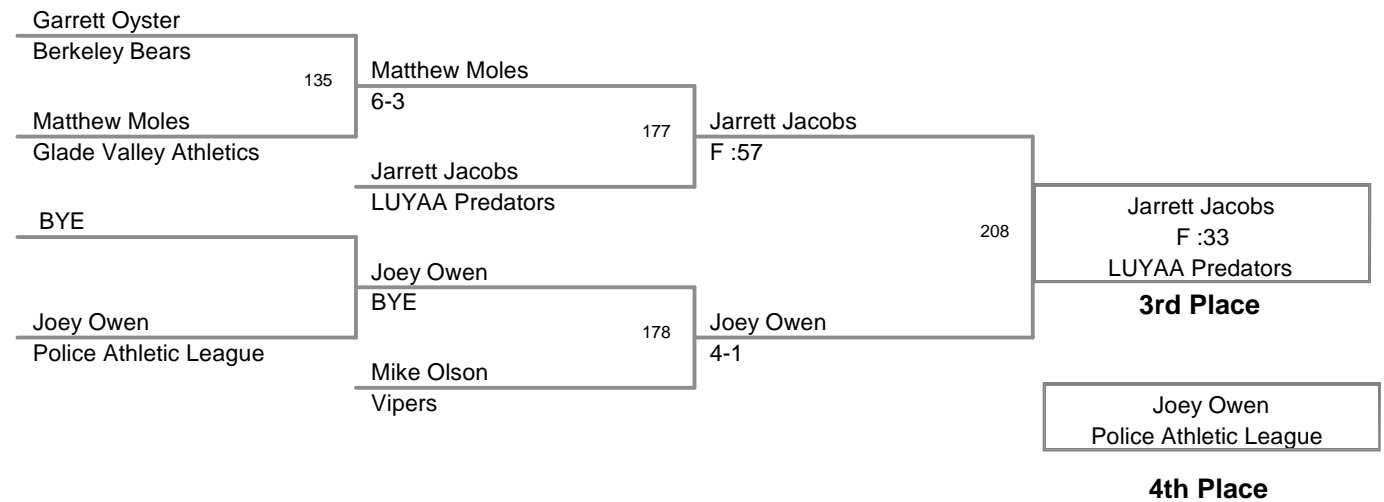 Garrett Oyster
Berkeley Bears
135
Matthew Moles
6-3
Matthew Moles
Glade Valley Athletics
177
Jarrett Jacobs
F :57
Jarrett Jacobs
LUYAA Predators
BYE
208
Jarrett Jacobs
F :33
LUYAA Predators
3rd Place
Joey Owen
BYE
Joey Owen
Police Athletic League
178
Joey Owen
4-1
Mike Olson
Vipers
Joey Owen
Police Athletic League
4th Place